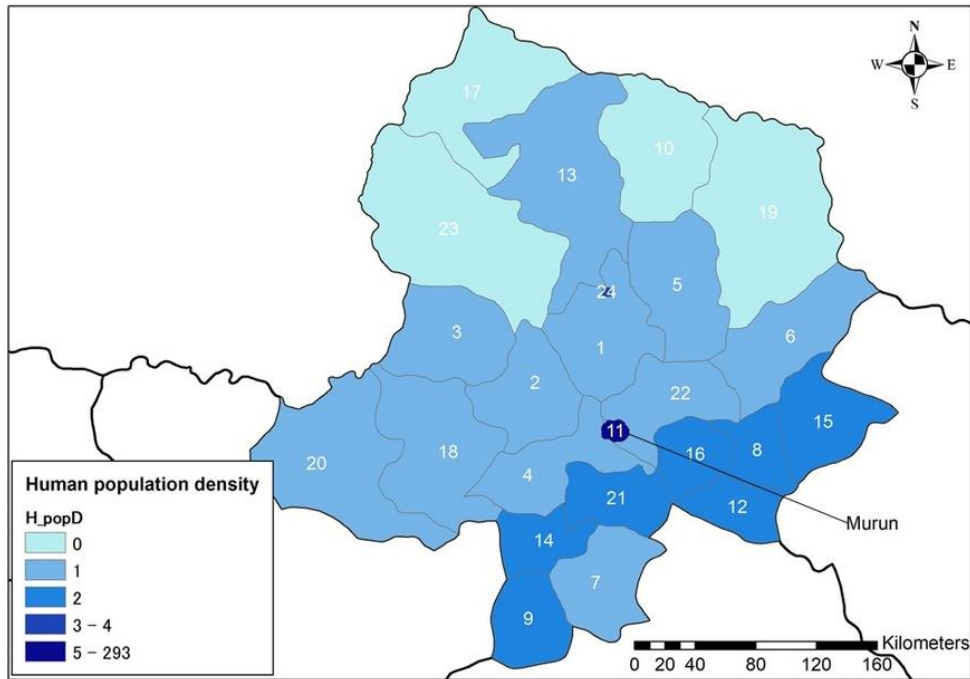 N
W E
S
17
10
13
19
23
5
24
6
3
1
2
22
15
11
16
8
20
18
4
21
12
14
Murun
7
9
Human population density
H_popD
0
1
2
3 – 4
5 – 293
Kilometers
0 20 40 80 120 160